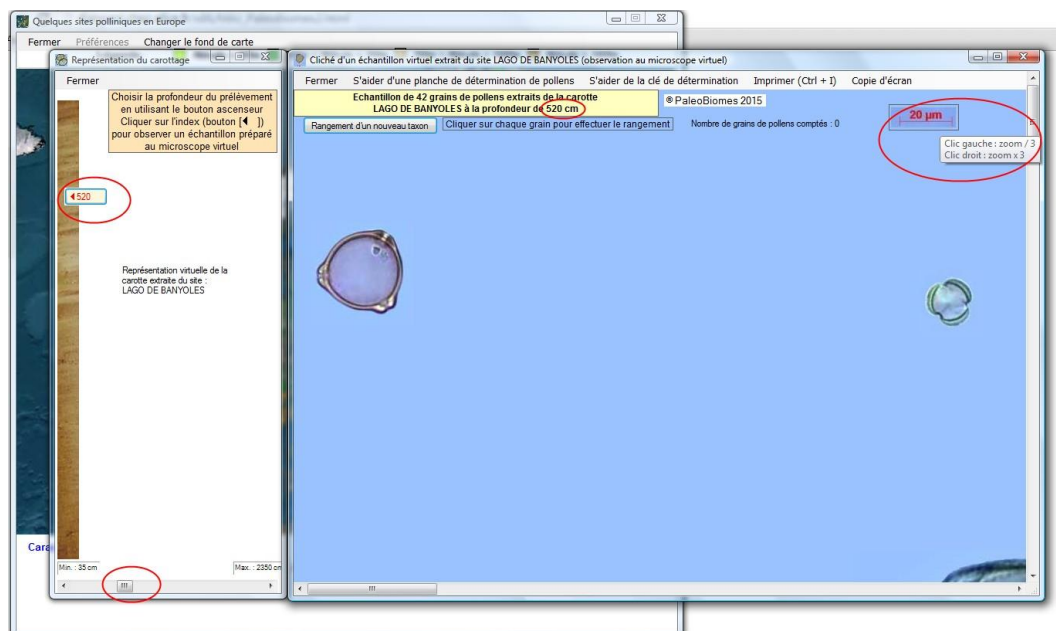 Quelques sites polliniques en Europe
Fermer Préférences Changer le fond de carte
Représentation du carottage
Fermer
Choisir la profondeur du prélèvement
en utilisant le bouton ascenseur
Cliquer sur l'index (bouton [◄ ])
pour observer un échantillon préparé
au microscope virtuel
◄520
Représentation virtuelle de la
carotte extraite du site :
LAGO DE BANYOLES
Cara
Min. : 35 cm
Max. : 2350 cm
Cliché d'un échantillon virtuel extrait du site LAGO DE BANYOLES (observation au microscope virtuel)
Fermer S'aider d'une planche de détermination de pollens S'aider de la clé de détermination Imprimer (Ctrl + I) Copie d'écran
Echantillon de 42 grains de pollens extraits de la carotte
LAGO DE BANYOLES à la profondeur de 520 cm
® PaleoBiomes 2015
20 µm
Rangement d'un nouveau taxon
Cliquer sur chaque grain pour effectuer le rangement
Nombre de grains de pollens comptés : 0
Clic gauche : zoom / 3
Clic droit : zoom x 3